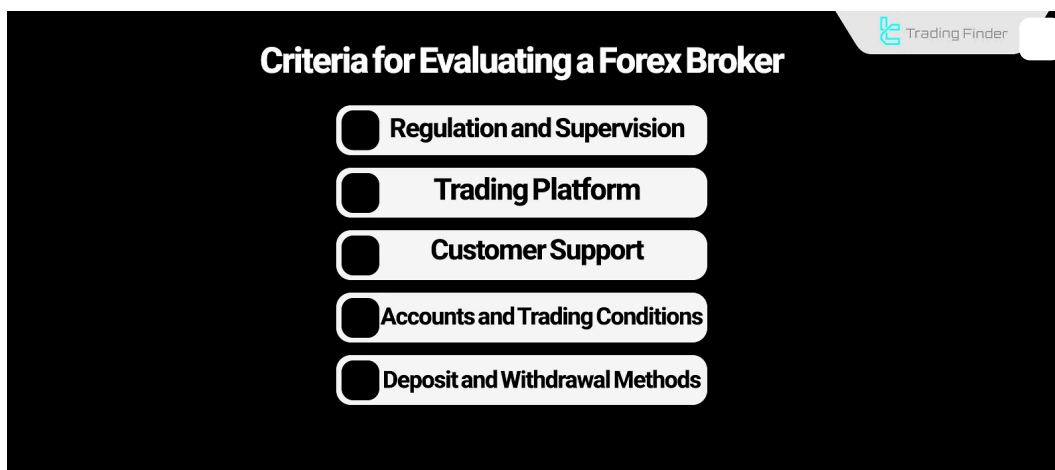 Trading Finder
Criteria for Evaluating a Forex Broker
Regulation and Supervision
Trading Platform
Customer Support
Accounts and Trading Conditions
Deposit and Withdrawal Methods